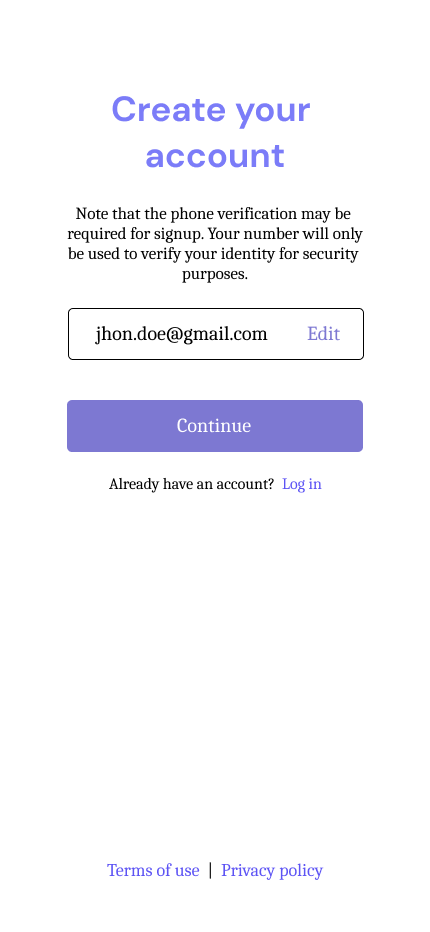 Create your
account
Note that the phone verification may be
required for signup. Your number will only
be used to verify your identity for security
purposes.
jhon.doe@gmail.com Edit
Continue
Already have an account? Log in
Terms of use | Privacy policy